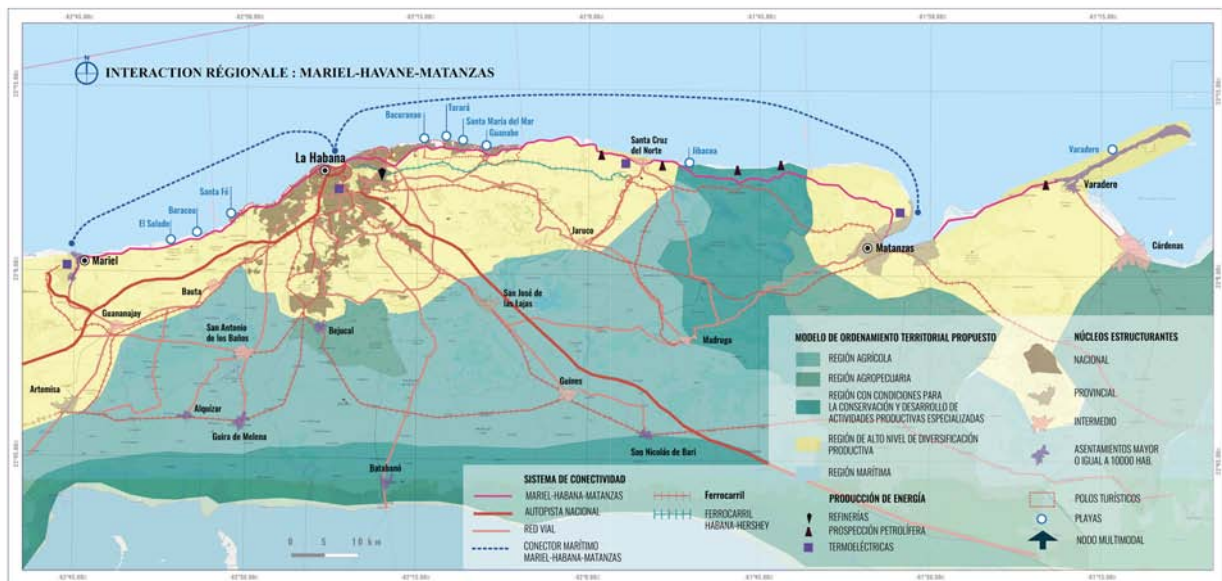 INTERACTION RÉGIONALE : MARIEL-HAVANE-MATANZAS
N
Bacuranao
Tarará
Santa María del Mar
Guanabo
La Habana
Santa Cruz
del Norte
Jibacoa
Varadero
Varadero
Santa Fé
Baracoa
El Salado
Mariel
Jaruco
Matanzas
Cárdenas
Bauta
Guananajay
San Antonio
de los Baños
Bejucal
San José de
las Lajas
Madruga
Artemisa
Alquizar
Guira de Melena
Guines
San Nicolás de Bari
Batabanó
0 5 10 km
SISTEMA DE CONECTIVIDAD
MARIEL-HABANA-MATANZAS
AUTOPISTA NACIONAL
RED VIAL
CONECTOR MARÍTIMO
MARIEL-HABANA-MATANZAS
Ferrocarril
FERROCARRIL
HABANA-HERSHEY
MODELO DE ORDENAMIENTO TERRITORIAL PROPUESTO
REGIÓN AGRÍCOLA
REGIÓN AGROPECUARIA
REGIÓN CON CONDICIONES PARA
LA CONSERVACIÓN Y DESARROLLO DE
ACTIVIDADES PRODUCTIVAS ESPECIALIZADAS
REGIÓN DE ALTO NIVEL DE DIVERSIFICACIÓN
PRODUCTIVA
REGIÓN MARÍTIMA
PRODUCCIÓN DE ENERGÍA
REFINERÍAS
PROSPECCIÓN PETROLÍFERA
TERMOELÉCTRICAS
NÚCLEOS ESTRUCTURANTES
NACIONAL
PROVINCIAL
INTERMEDIO
ASENTAMIENTOS MAYOR
O IGUAL A 10000 HAB.
POLOS TURÍSTICOS
PLAYAS
NODO MULTIMODAL